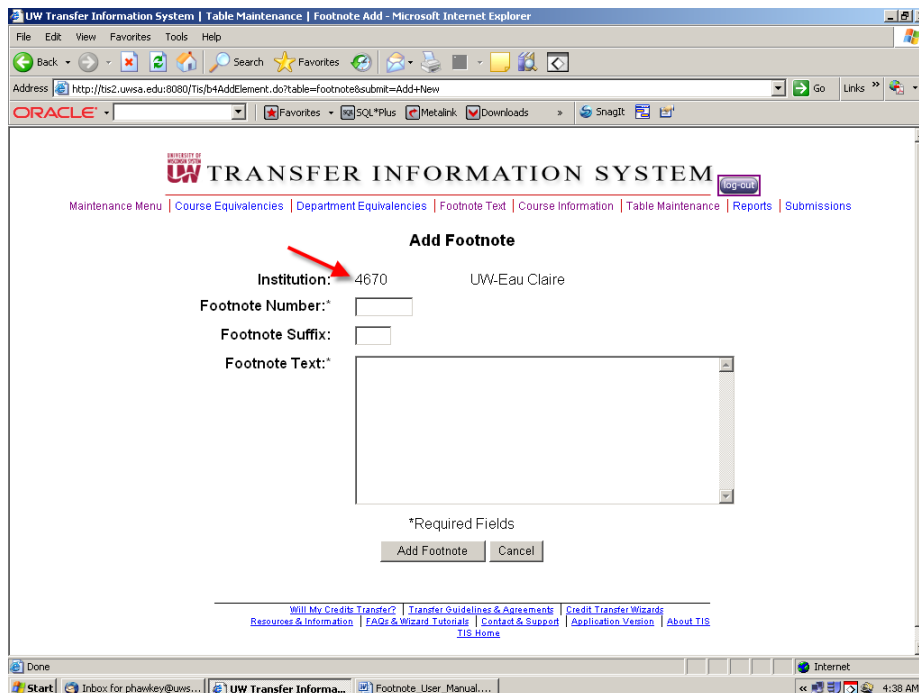 UW Transfer Information System | Table Maintenance | Footnote Add - Microsoft Internet Explorer
File Edit View Favorites Tools Help
Back Search Favorites
Address http://tis2.uwsa.edu:8080/Tis/b4AddElement.do?table=footnote&submit=Add+New Go Links »
ORACLE Favorites SQL*Plus Metalink Downloads » SnagIt
UNIVERSITY OF WISCONSIN SYSTEM
UW TRANSFER INFORMATION SYSTEM log-out
Maintenance Menu | Course Equivalencies | Department Equivalencies | Footnote Text | Course Information | Table Maintenance | Reports | Submissions
Add Footnote
Institution: 4670 UW-Eau Claire
Footnote Number:*
Footnote Suffix:
Footnote Text:*
*Required Fields
Add Footnote Cancel
Will My Credits Transfer? | Transfer Guidelines & Agreements | Credit Transfer Wizards
Resources & Information | FAQs & Wizard Tutorials | Contact & Support | Application Version | About TIS
TIS Home
Done Internet
Start Inbox for phawkey@uws... UW Transfer Informa... Footnote_User_Manual.... « 4:38 AM